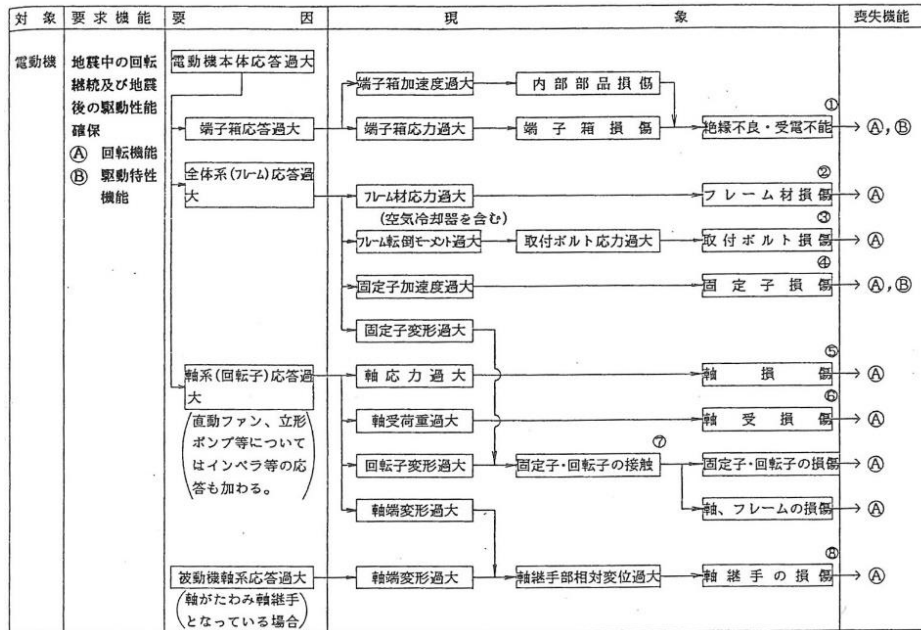 対象 要求機能 要因 現象 喪失機能
電動機
地震中の回転
継続及び地震
後の駆動性能
確保
Ⓐ 回転機能
Ⓑ 駆動特性
機能
電動機本体応答過大
端子箱加速度過大 内部部品損傷
①
端子箱応答過大 端子箱応力過大 端子箱損傷 絶縁不良・受電不能 Ⓐ, Ⓑ
全体系(フレーム)応答過
大
②
フレーム材応力過大 フレーム材損傷 Ⓐ
(空気冷却器を含む)
③
フレーム転倒モーメント過大 取付ボルト応力過大 取付ボルト損傷 Ⓐ
④
固定子加速度過大 固定子損傷 Ⓐ, Ⓑ
固定子変形過大
⑤
軸系(回転子)応答過
大
軸応力過大 軸損傷 Ⓐ
直動ファン、立形
ポンプ等について
はインペラ等の応
答も加わる。
⑥
軸受荷重過大 軸受損傷 Ⓐ
⑦
回転子変形過大 固定子・回転子の接触 固定子・回転子の損傷 Ⓐ
軸端変形過大 軸、フレームの損傷 Ⓐ
⑧
被動機軸系応答過大 軸端変形過大 軸継手部相対変位過大 軸継手の損傷 Ⓐ
軸がたわみ軸継手
となっている場合